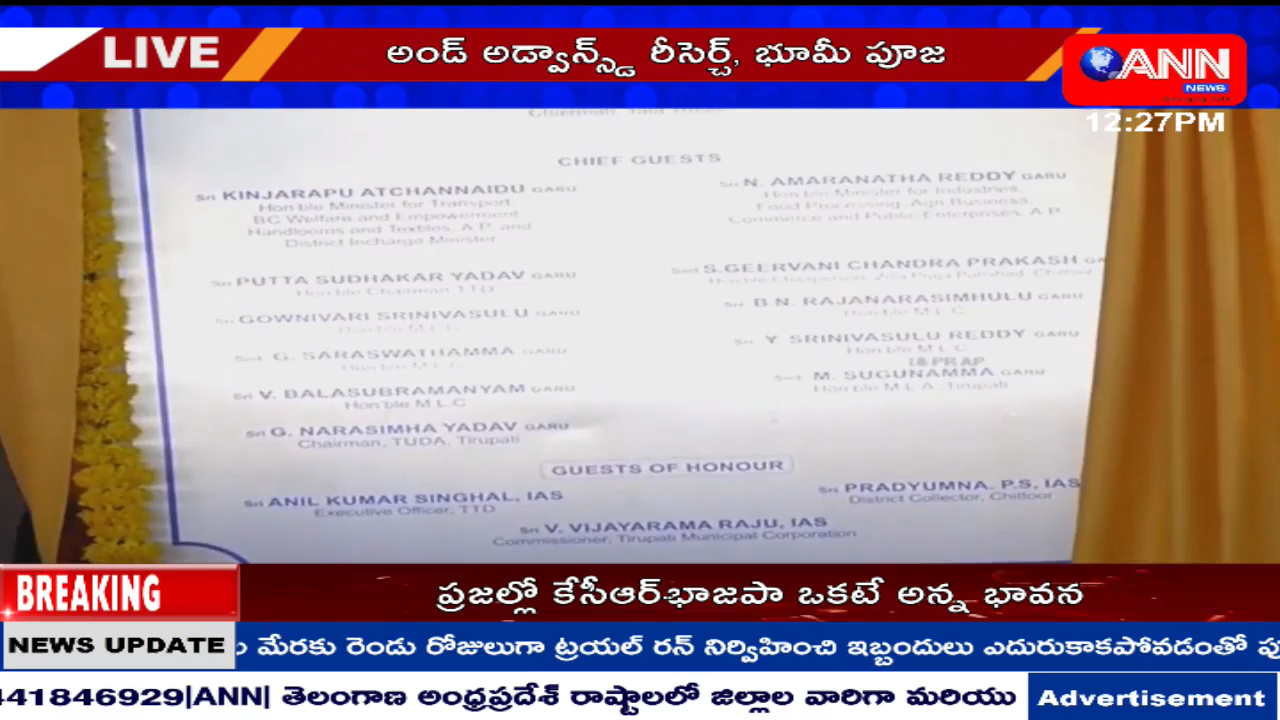 LIVE
అండ్ అడ్వాన్స్డ్ రీసెర్చ్, భూమీ పూజ
ANN
NEWS
12:27PM
CHIEF GUESTS
Sri KINJARAPU ATCHANNAIDU GARU
Hon'ble Minister for Transport,
BC Welfare and Empowerment,
Handlooms and Textiles, A.P. and
District Incharge Minister
Sri N. AMARANATHA REDDY GARU
Hon'ble Minister for Industries,
Food Processing, Agri Business,
Commerce and Public Enterprises, A.P
Sri PUTTA SUDHAKAR YADAV GARU
Hon'ble Chairman, TTD
Smt S.GEERVANI CHANDRA PRAKASH GA
Hon'ble Chairperson, Zilla Praja Parishad, Chittoor
Sri GOWNIVARI SRINIVASULU GARU
Hon'ble M.L.C
Sri B.N. RAJANARASIMHULU GARU
Hon'ble M.L.C
Smt G. SARASWATHAMMA GARU
Hon'ble M.L.C
Sri Y. SRINIVASULU REDDY GARU
Hon'ble M.L.C
I&PR AP
Sri V. BALASUBRAMANYAM GARU
Hon'ble M.L.C
Smt M. SUGUNAMMA GARU
Hon'ble M.L.A., Tirupati
Sri G. NARASIMHA YADAV GARU
Chairman, TUDA, Tirupati
GUESTS OF HONOUR
Sri ANIL KUMAR SINGHAL, IAS
Executive Officer, TTD
Sri PRADYUMNA, P.S, IAS
District Collector, Chittoor
Sri V. VIJAYARAMA RAJU, IAS
Commissioner, Tirupati Municipal Corporation
BREAKING
ప్రజల్లో కేసీఆర్-భాజపా ఒకటే అన్న భావన
NEWS UPDATE
మేరకు రెండు రోజులుగా ట్రయల్ రన్ నిర్విహించి ఇబ్బందులు ఎదురుకాకపోవడంతో పు
441846929|ANN| తెలంగాణ ఆంధ్రప్రదేశ్ రాష్టాలలో జిల్లాల వారిగా మరియు
Advertisement